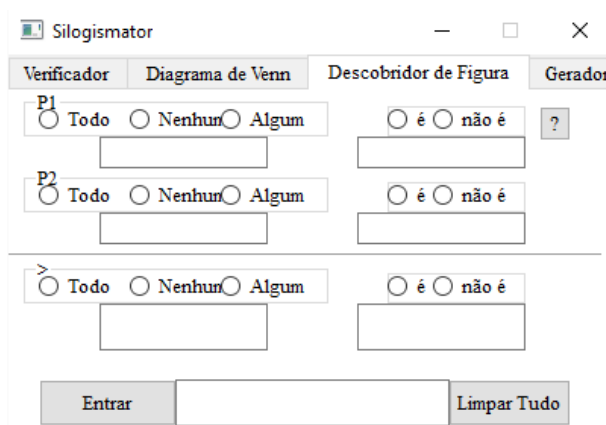 Silogismator
Verificador Diagrama de Venn Descobridor de Figura Gerador
P1
Todo Nenhum Algum é não é ?
P2
Todo Nenhum Algum é não é
>
Todo Nenhum Algum é não é
Entrar Limpar Tudo